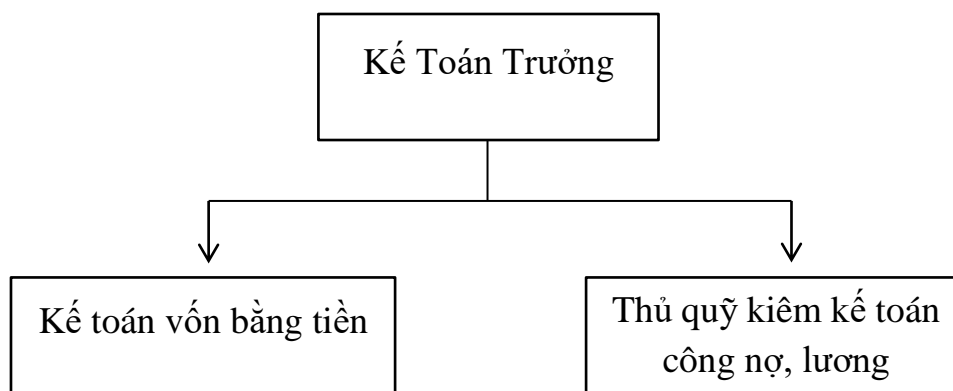 Kế Toán Trưởng
Kế toán vốn bằng tiền
Thủ quỹ kiêm kế toán
công nợ, lương